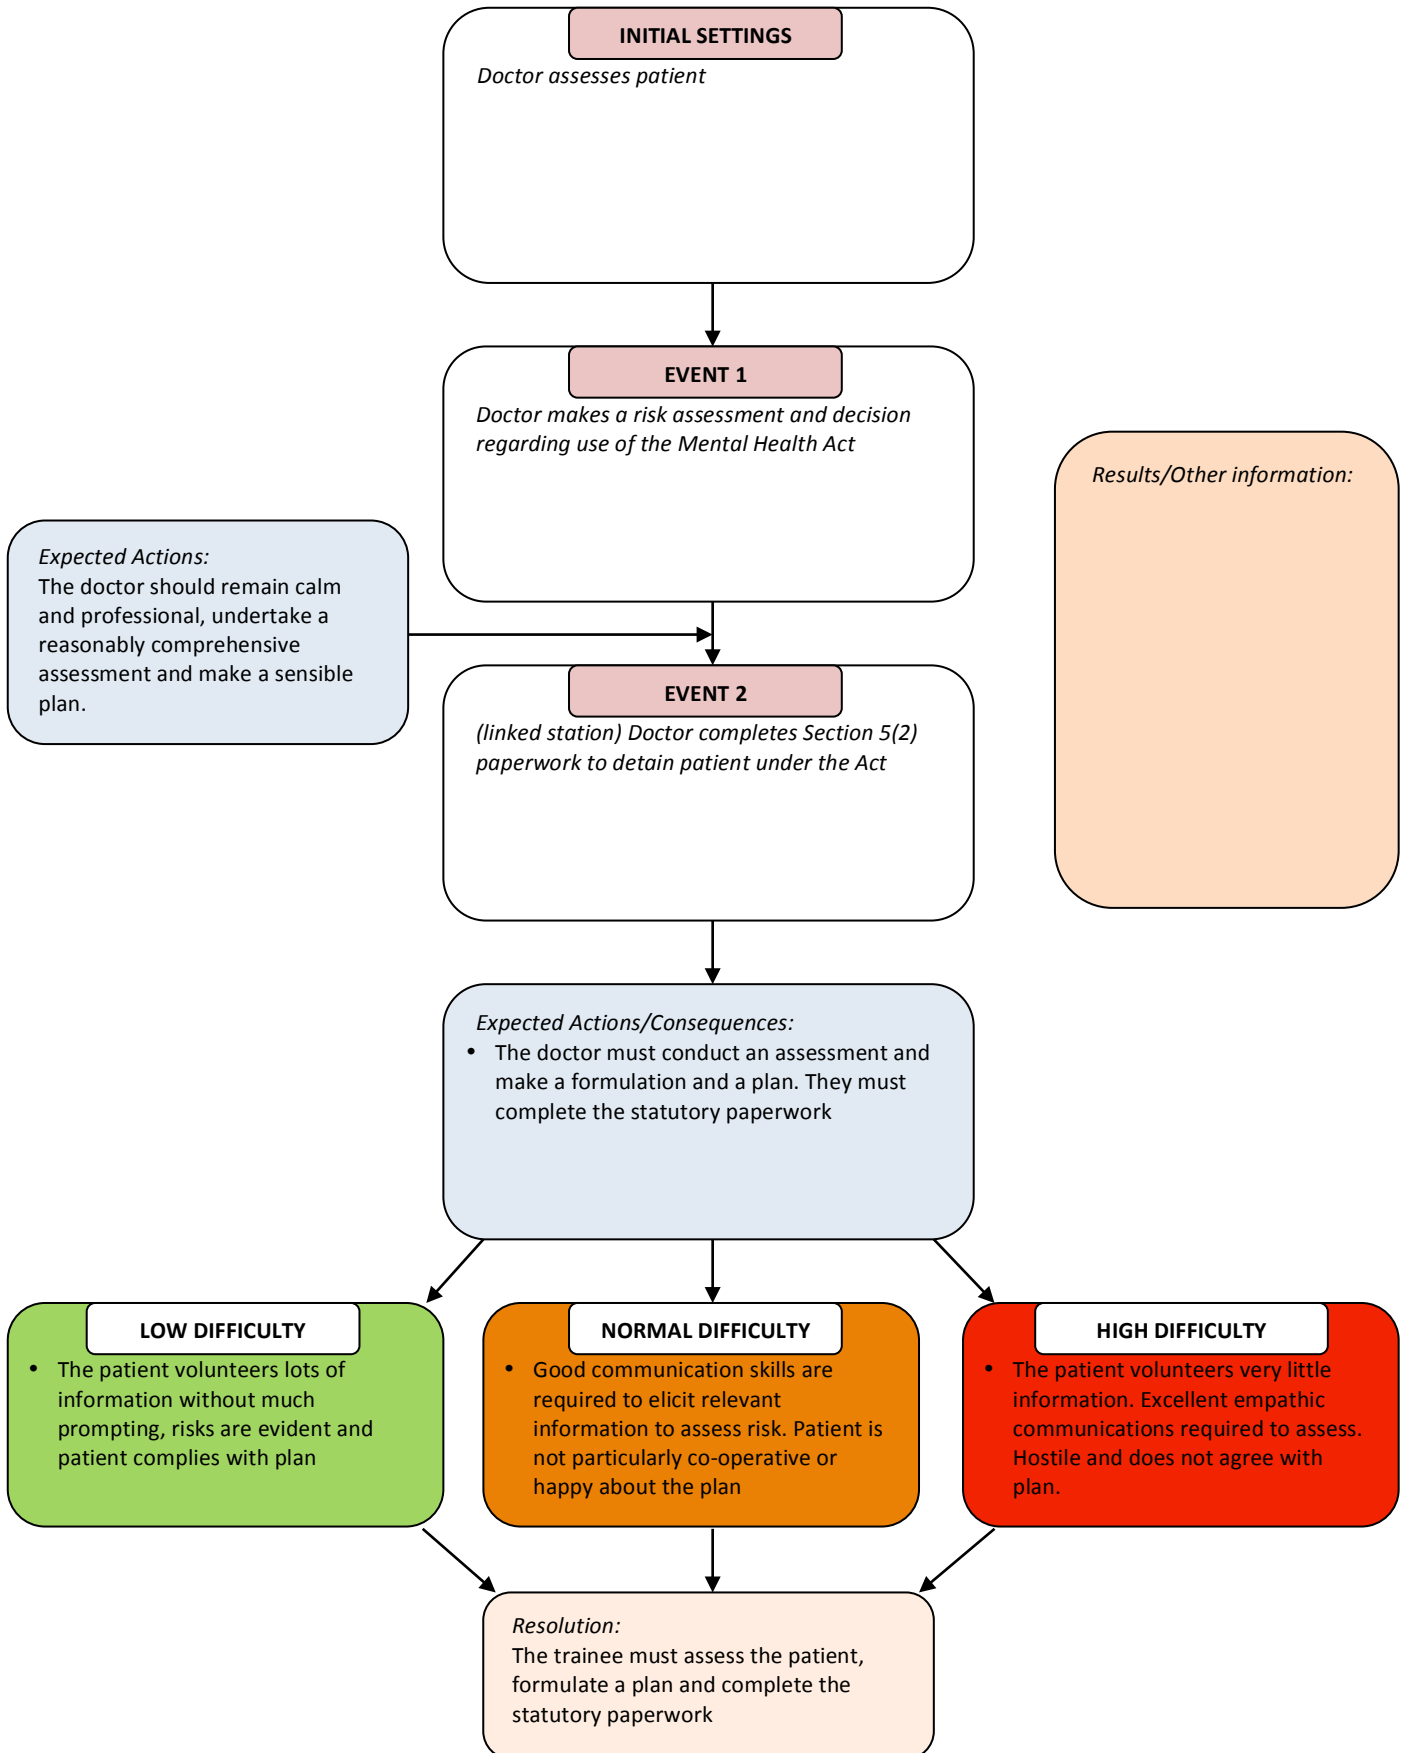 INITIAL SETTINGS
Doctor assesses patient
EVENT 1
Doctor makes a risk assessment and decision
regarding use of the Mental Health Act
Results/Other information:
Expected Actions:
The doctor should remain calm
and professional, undertake a
reasonably comprehensive
assessment and make a sensible
plan.
EVENT 2
(linked station) Doctor completes Section 5(2)
paperwork to detain patient under the Act
Expected Actions/Consequences:
• The doctor must conduct an assessment and
make a formulation and a plan. They must
complete the statutory paperwork
LOW DIFFICULTY
• The patient volunteers lots of
information without much
prompting, risks are evident and
patient complies with plan
NORMAL DIFFICULTY
• Good communication skills are
required to elicit relevant
information to assess risk. Patient is
not particularly co-operative or
happy about the plan
HIGH DIFFICULTY
• The patient volunteers very little
information. Excellent empathic
communications required to assess.
Hostile and does not agree with
plan.
Resolution:
The trainee must assess the patient,
formulate a plan and complete the
statutory paperwork